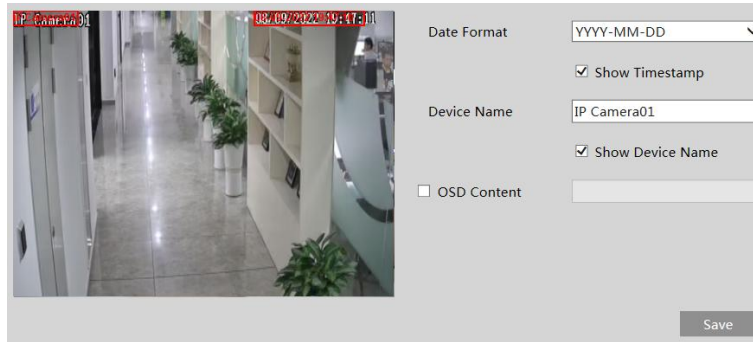 IP Camera01
08/09/2022 19:47:11
Date Format
YYYY-MM-DD
Show Timestamp
Device Name
IP Camera01
Show Device Name
OSD Content
Save